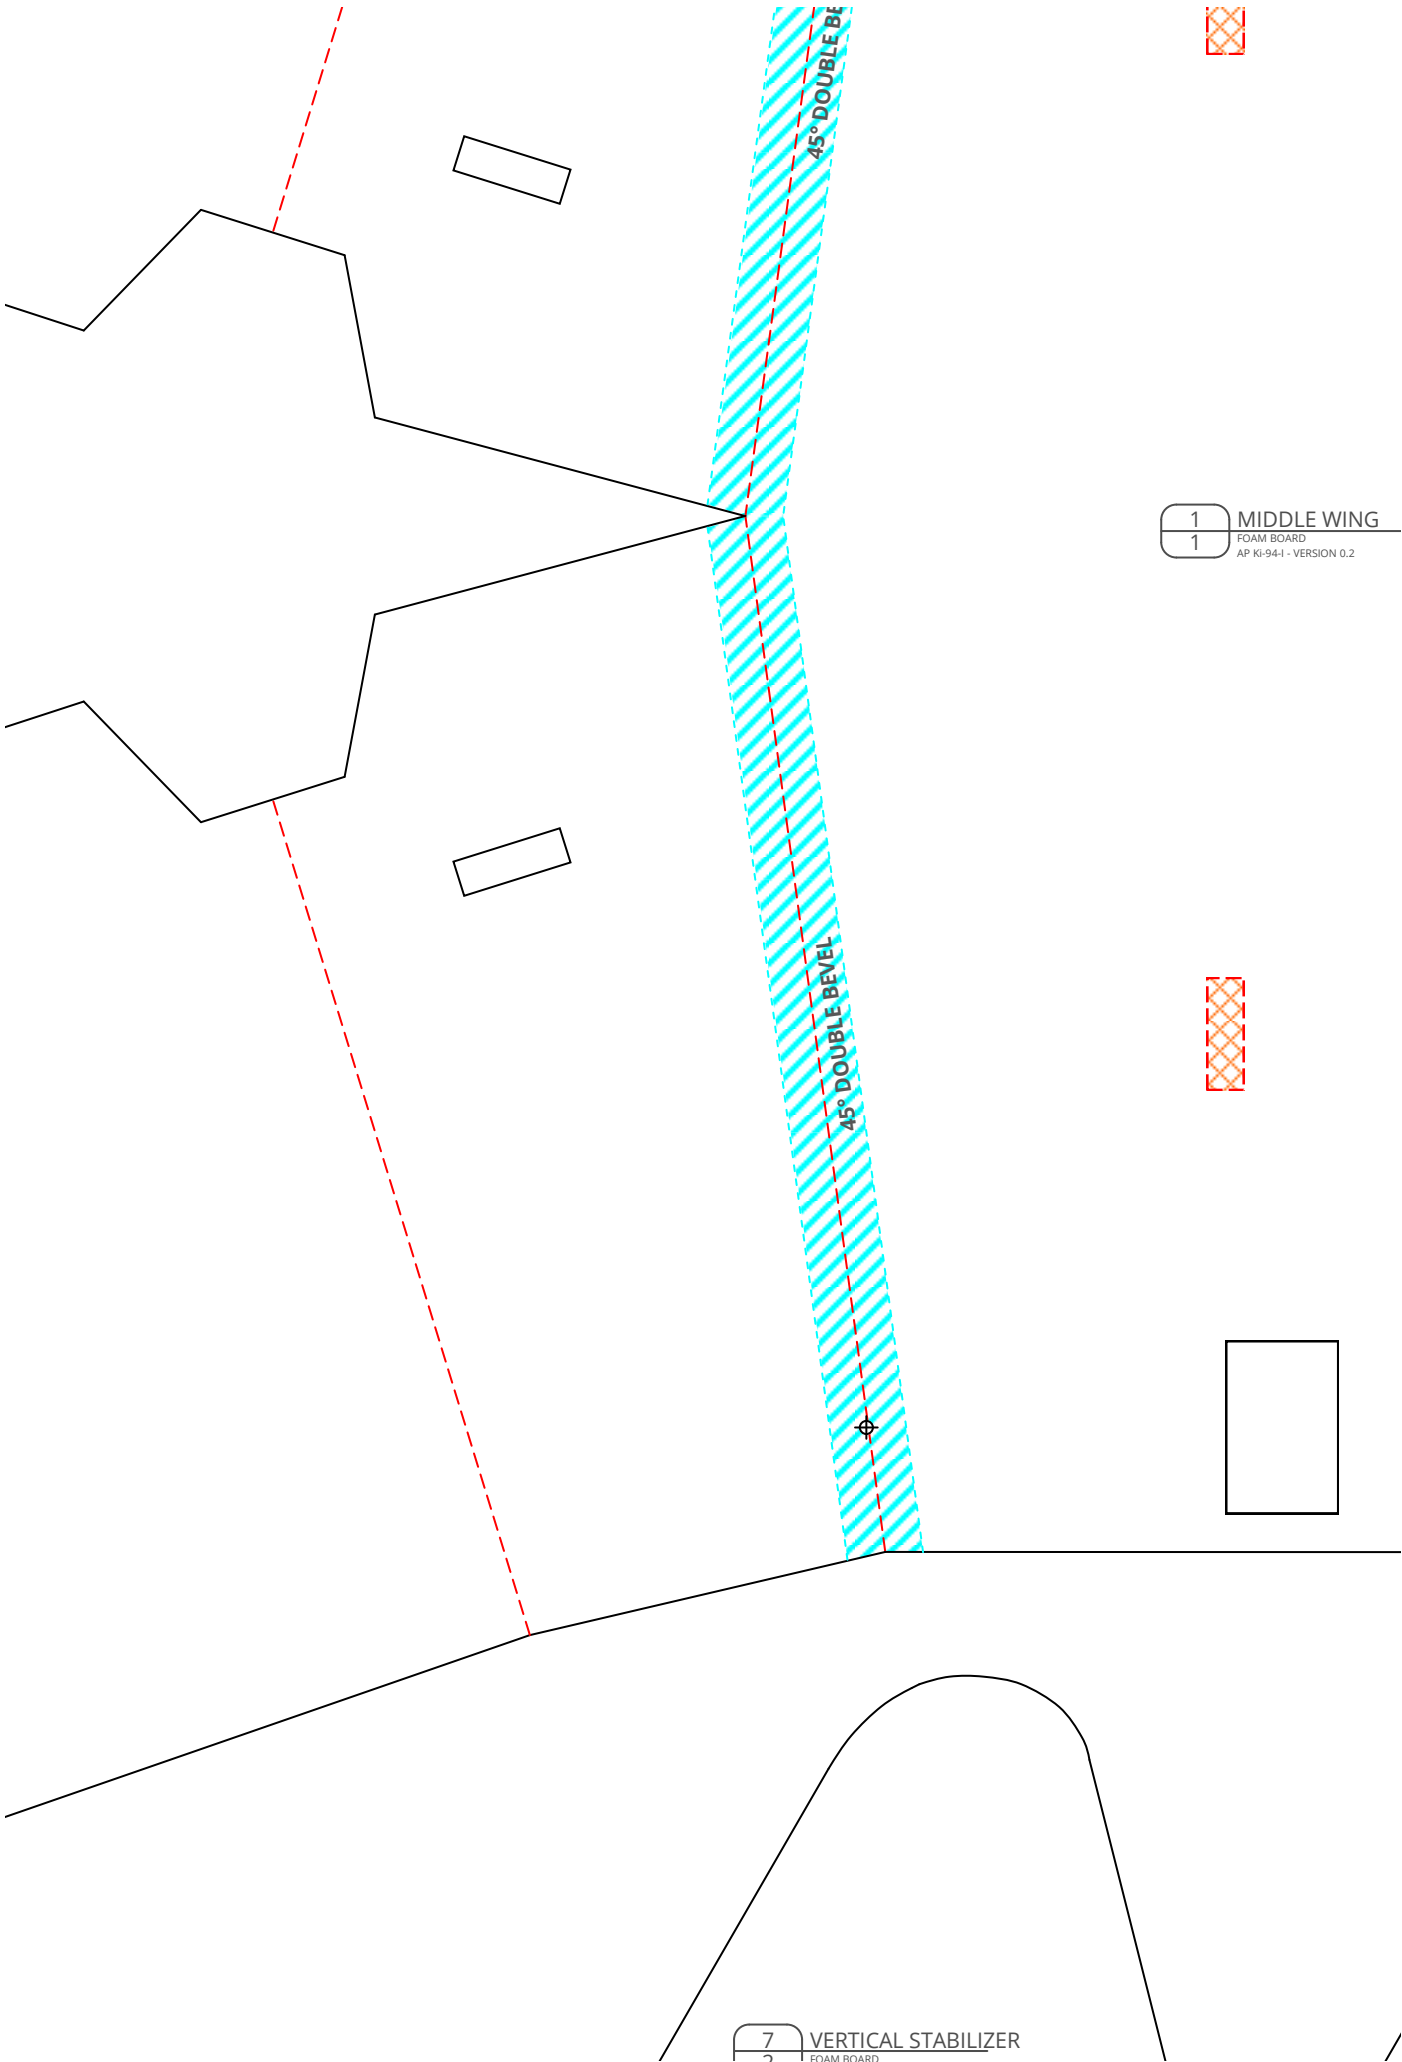 45° DOUBLE
1
1
MIDDLE WING
FOAM BOARD
AP Ki-94-I - VERSION 0.2
45° DOUBLE BEVEL
7
VERTICAL STABILIZER
FOAM BOARD